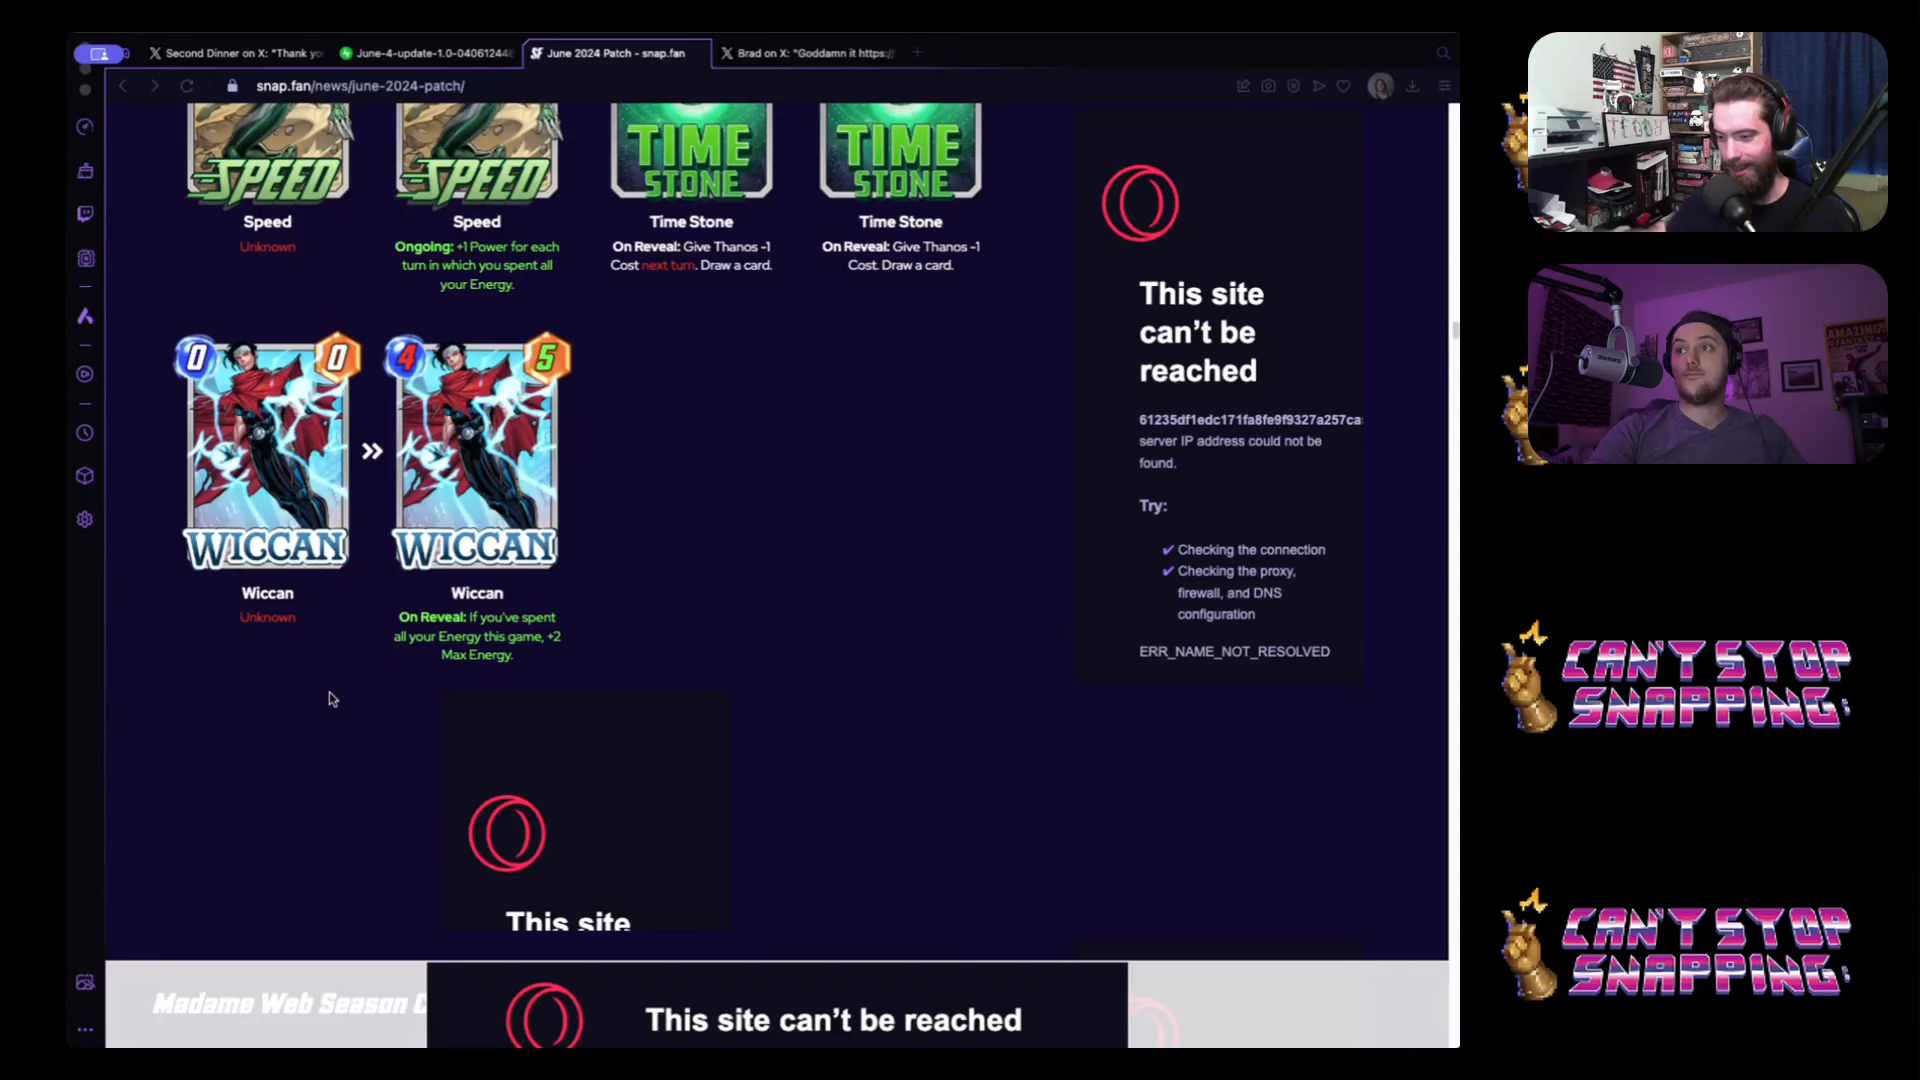 Second Dinner on X: "Thank yo
June-4-update-1.0-04061244
June 2024 Patch - snap.fan
Brad on X: "Goddamn it https:/
snap.fan/news/june-2024-patch/
SPEED
SPEED
TIME STONE
TIME STONE
Speed
Speed
Time Stone
Time Stone
Unknown
Ongoing: +1 Power for each
turn in which you spent all
your Energy.
On Reveal: Give Thanos -1
Cost next turn. Draw a card.
On Reveal: Give Thanos -1
Cost. Draw a card.
0
0
4
5
WICCAN
WICCAN
Wiccan
Wiccan
Unknown
On Reveal: If you've spent
all your Energy this game, +2
Max Energy.
This site
can't be
reached
61235df1edc171fa8fe9f9327a257ca
server IP address could not be
found.
Try:
Checking the connection
Checking the proxy,
firewall, and DNS
configuration
ERR_NAME_NOT_RESOLVED
This site
Madame Web Season
This site can't be reached
AMAZING
CAN'T STOP
SNAPPING:
CAN'T STOP
SNAPPING: